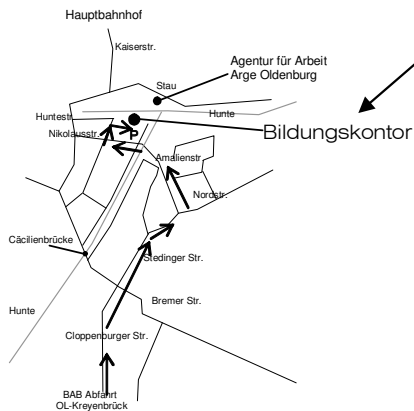 Hauptbahnhof
Kaiserstr.
Agentur für Arbeit
Arge Oldenburg
Stau
Huntestr.
Hunte
Nikolausstr.
P
Bildungskontor
Amalienstr.
Nordstr.
Cäcilienbrücke
Stedinger Str.
Bremer Str.
Hunte
Cloppenburger Str.
BAB Abfahrt
OL-Kreyenbrück